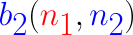 b₂(n₁, n₂)